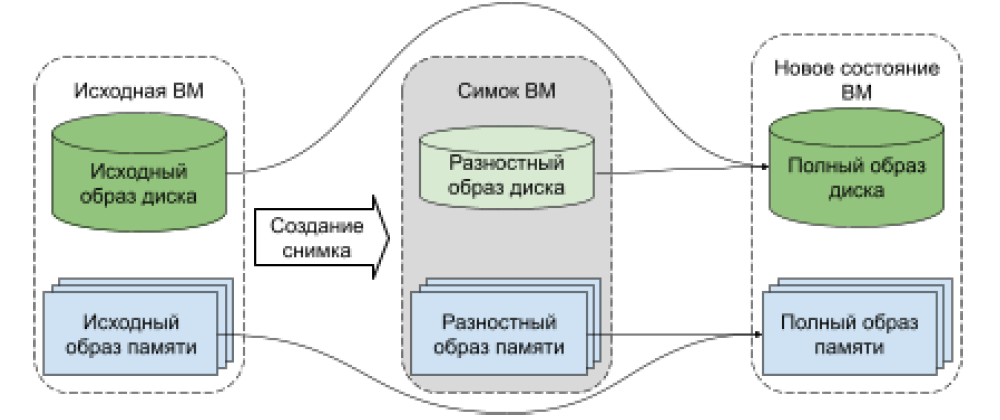 Исходная ВМ
Исходный
образ диска
Исходный
образ памяти
Создание
снимка
Симок ВМ
Разностный
образ диска
Разностный
образ памяти
Новое состояние
ВМ
Полный образ
диска
Полный образ
памяти